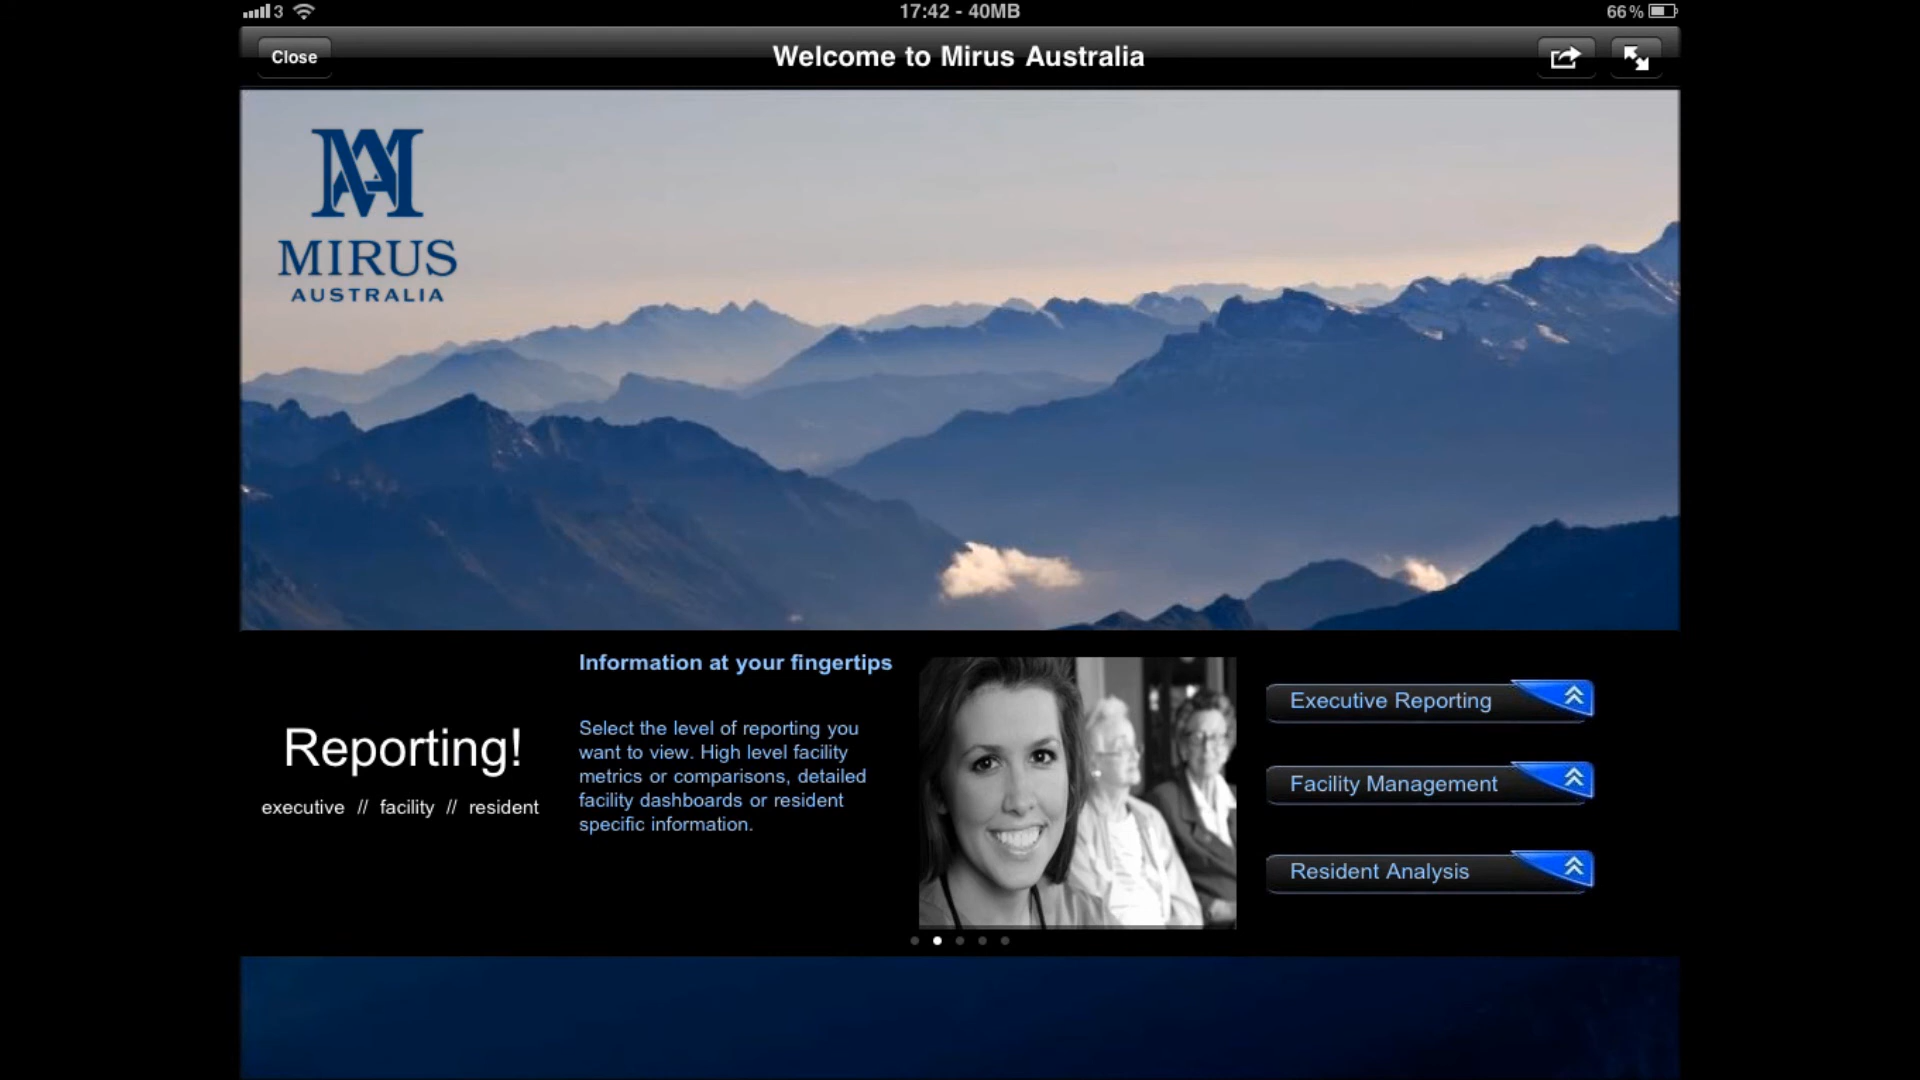 3
17:42 - 40MB
66%
Close
Welcome to Mirus Australia
MIRUS
AUSTRALIA
Reporting!
executive // facility // resident
Information at your fingertips
Select the level of reporting you
want to view. High level facility
metrics or comparisons, detailed
facility dashboards or resident
specific information.
Executive Reporting
Facility Management
Resident Analysis